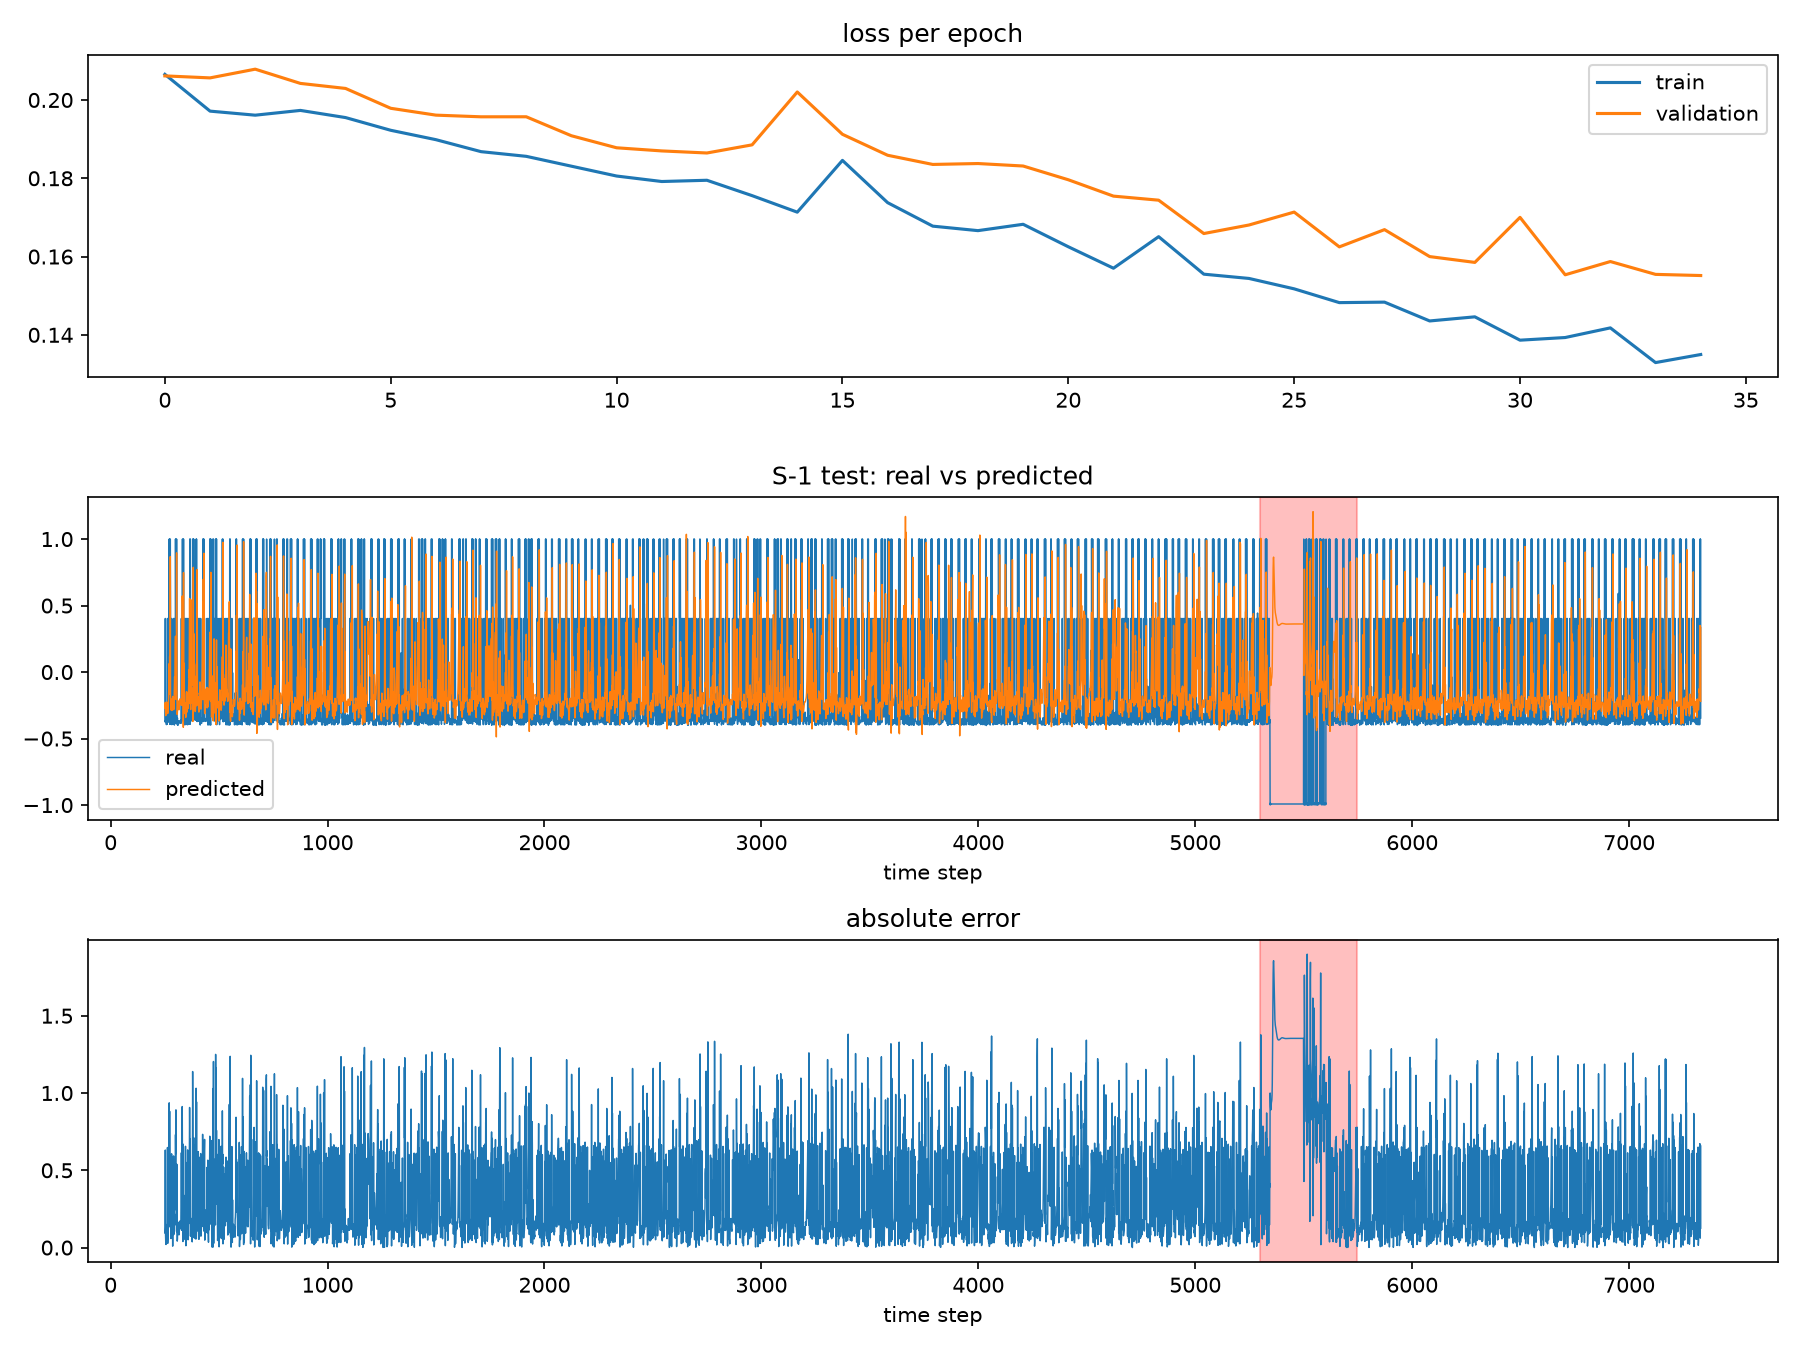 loss per epoch
train
validation
0.20
0.18
0.16
0.14
0 5 10 15 20 25 30 35
S-1 test: real vs predicted
1.0
0.5
0.0
−0.5
−1.0
real
predicted
0 1000 2000 3000 4000 5000 6000 7000
time step
absolute error
1.5
1.0
0.5
0.0
0 1000 2000 3000 4000 5000 6000 7000
time step